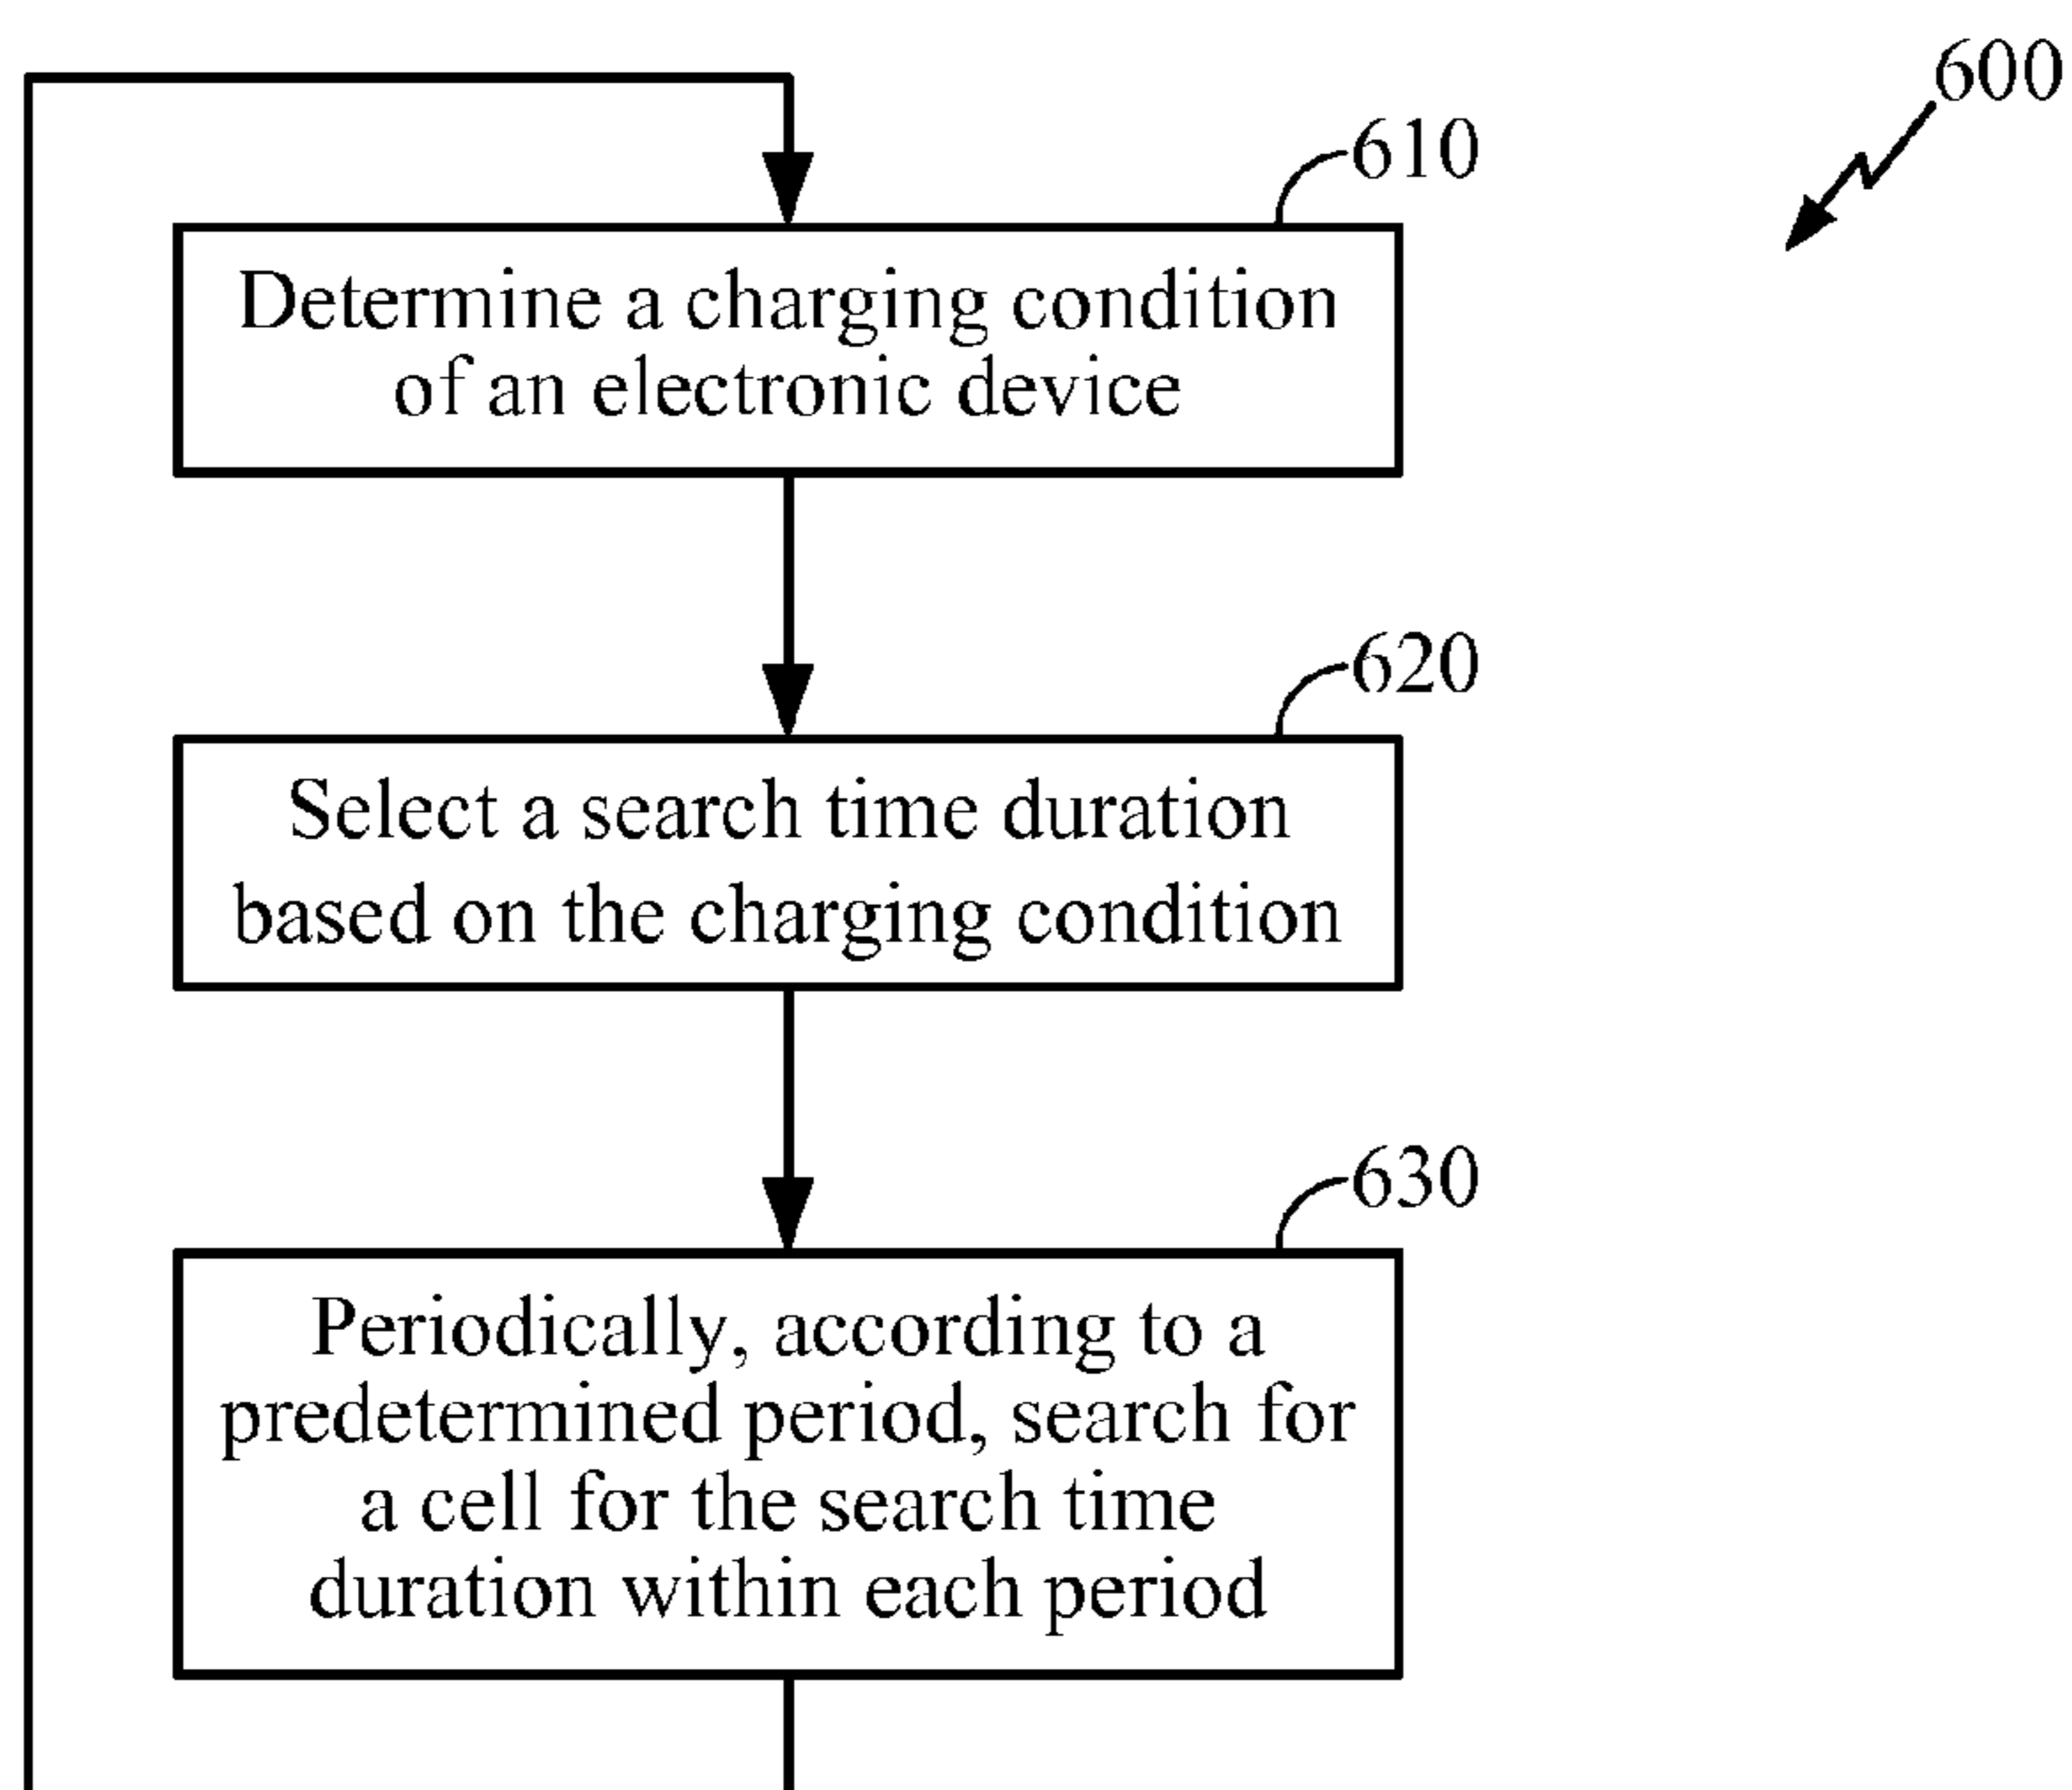 600
610
Determine a charging condition
of an electronic device
620
Select a search time duration
based on the charging condition
630
Periodically, according to a
predetermined period, search for
a cell for the search time
duration within each period